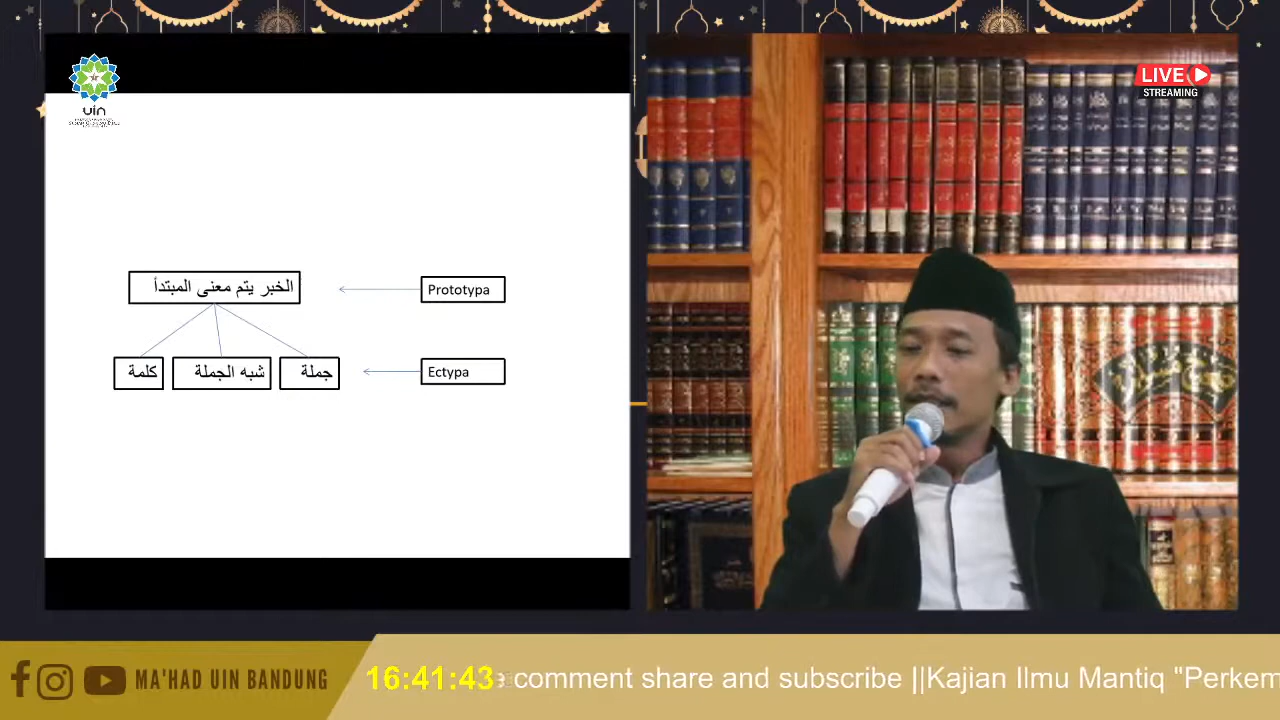 uin
LIVE
STREAMING
الخبر يتم معنى المبتدأ
Prototypa
كلمة
شبه الجملة
جملة
Ectypa
MA'HAD UIN BANDUNG
16:41:43
comment share and subscribe ||Kajian Ilmu Mantiq "Perkem